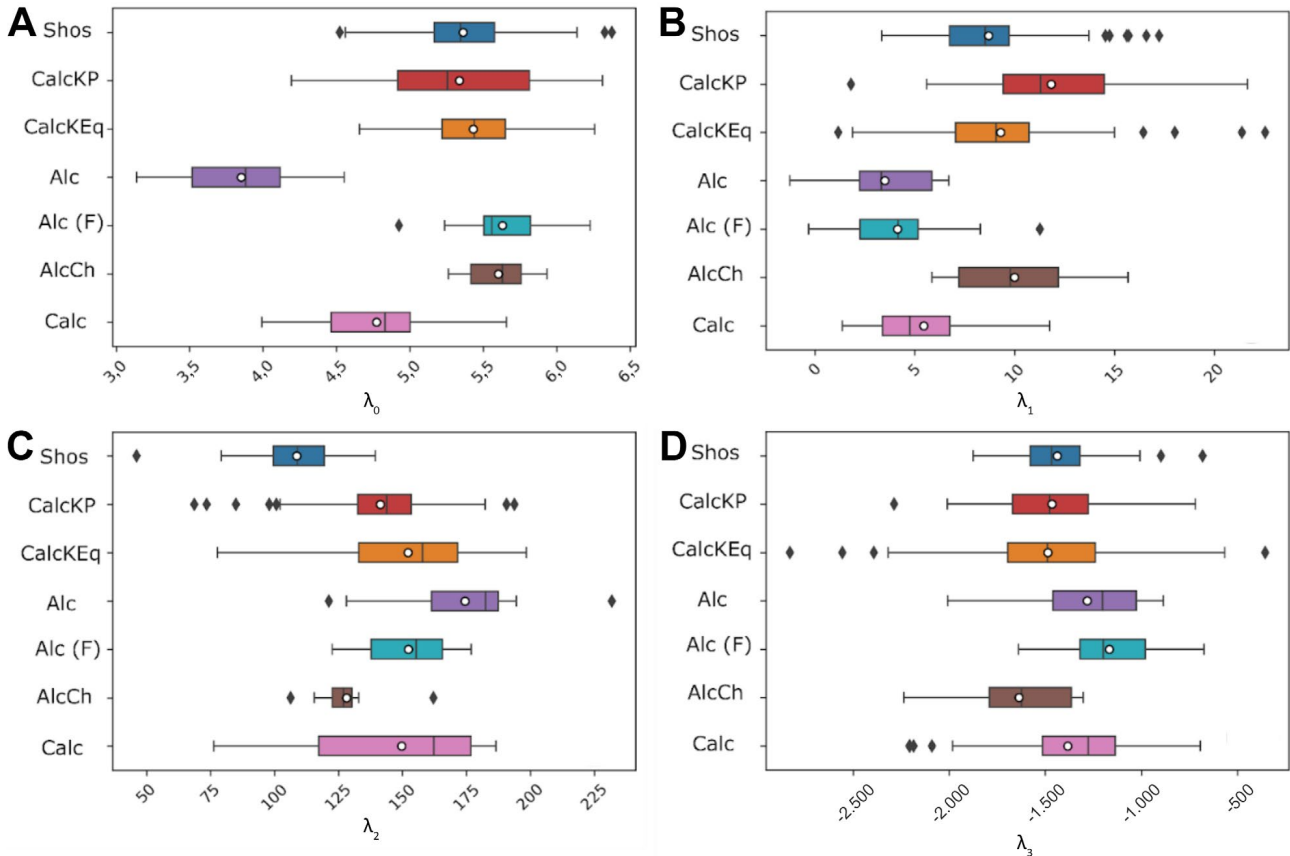 A
Shos
CalcKP
CalcKEq
Alc
Alc (F)
AlcCh
Calc
3,0
4,0
4,5
5,0
5,5
6,0
6,5
λ0
B
Shos
CalcKP
CalcKEq
Alc
Alc (F)
AlcCh
Calc
0
5
10
15
20
λ1
C
Shos
CalcKP
CalcKEq
Alc
Alc (F)
AlcCh
Calc
50
75
100
125
150
175
200
225
λ2
D
Shos
CalcKP
CalcKEq
Alc
Alc (F)
AlcCh
Calc
-2.500
-2.000
-1.500
-1.000
-500
λ3